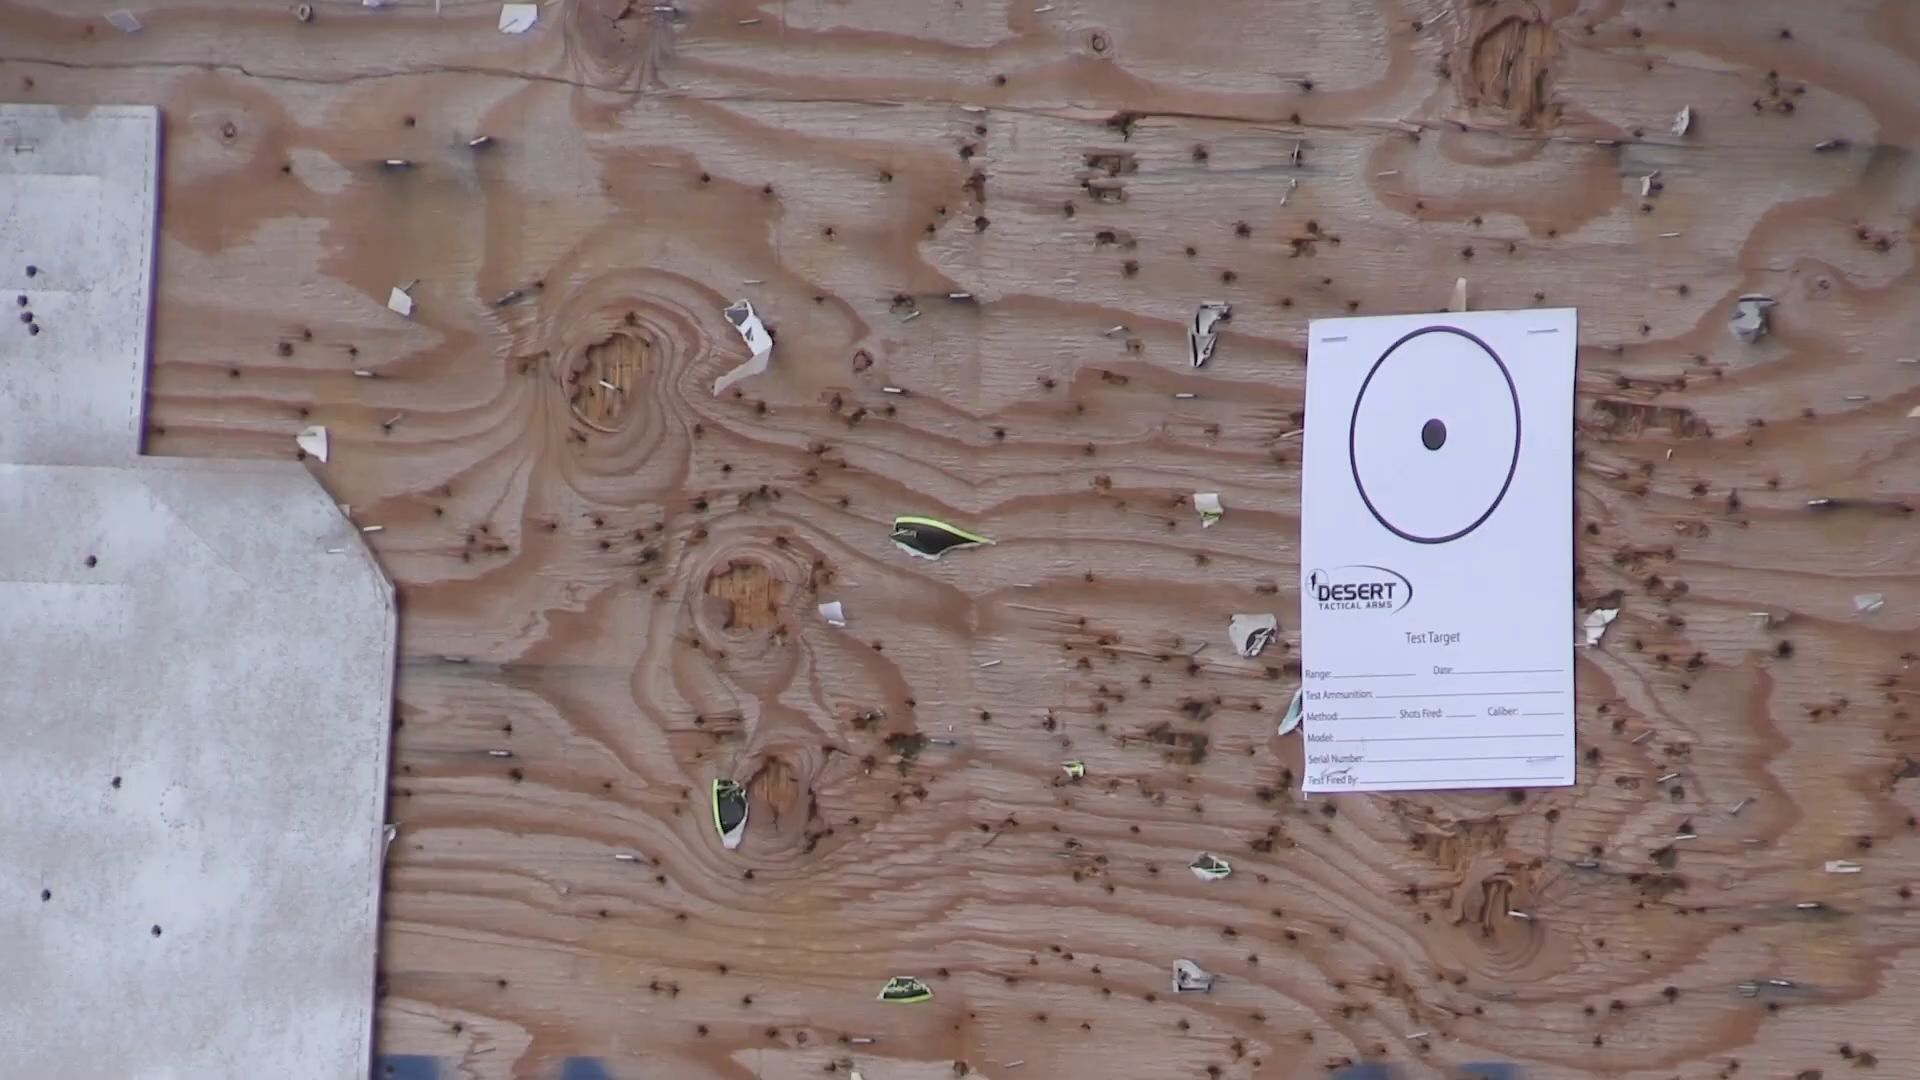 DESERT
TACTICAL ARMS
Test Target
Range: Date:
Test Ammunition:
Method: Shots Fired: Caliber:
Model:
Serial Number:
Test Fired By: